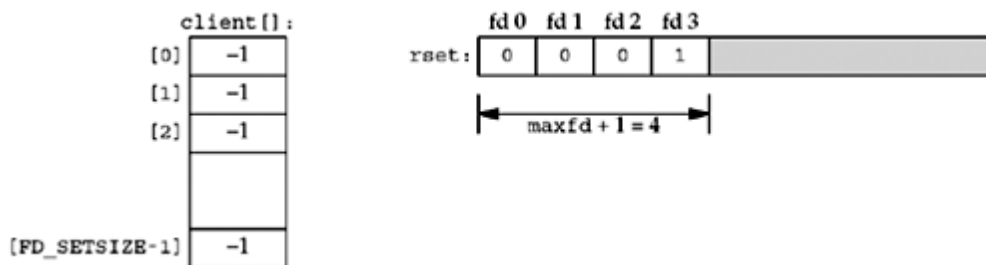 client[]:
[0] −1
[1] −1
[2] −1
[FD_SETSIZE-1] −1
fd 0 fd 1 fd 2 fd 3
rset: 0 0 0 1
maxfd + 1 = 4